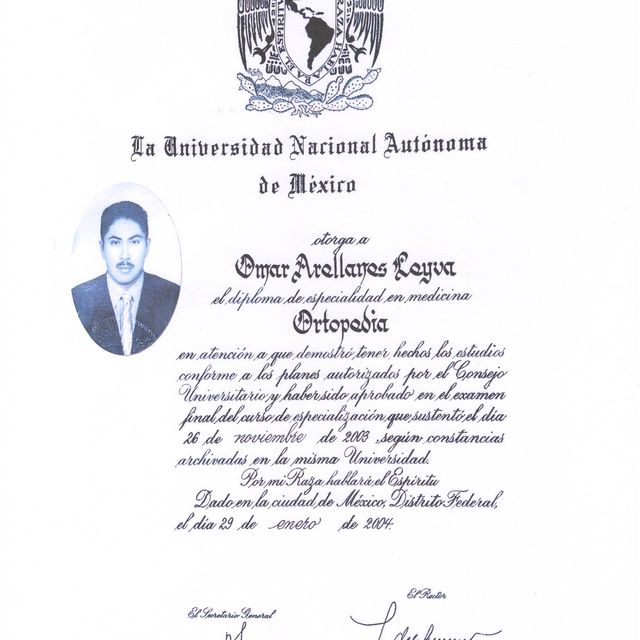 EL ESPIRITU
RAZA HABLARA EL
La Universidad Nacional Autónoma
de México
otorga a
Omar Arellanes Leyva
el diploma de especialidad en medicina
Ortopedia
en atención a que demostró tener hechos los estudios
conforme a los planes autorizados por el Consejo
Universitario y haber sido aprobado en el examen
final del curso de especialización que sustentó el día
26 de noviembre de 2003, según constancias
archivadas en la misma Universidad.
Por mi Raza hablará el Espíritu
Dado en la ciudad de México, Distrito Federal,
el día 29 de enero de 2004.
El Rector
El Secretario General